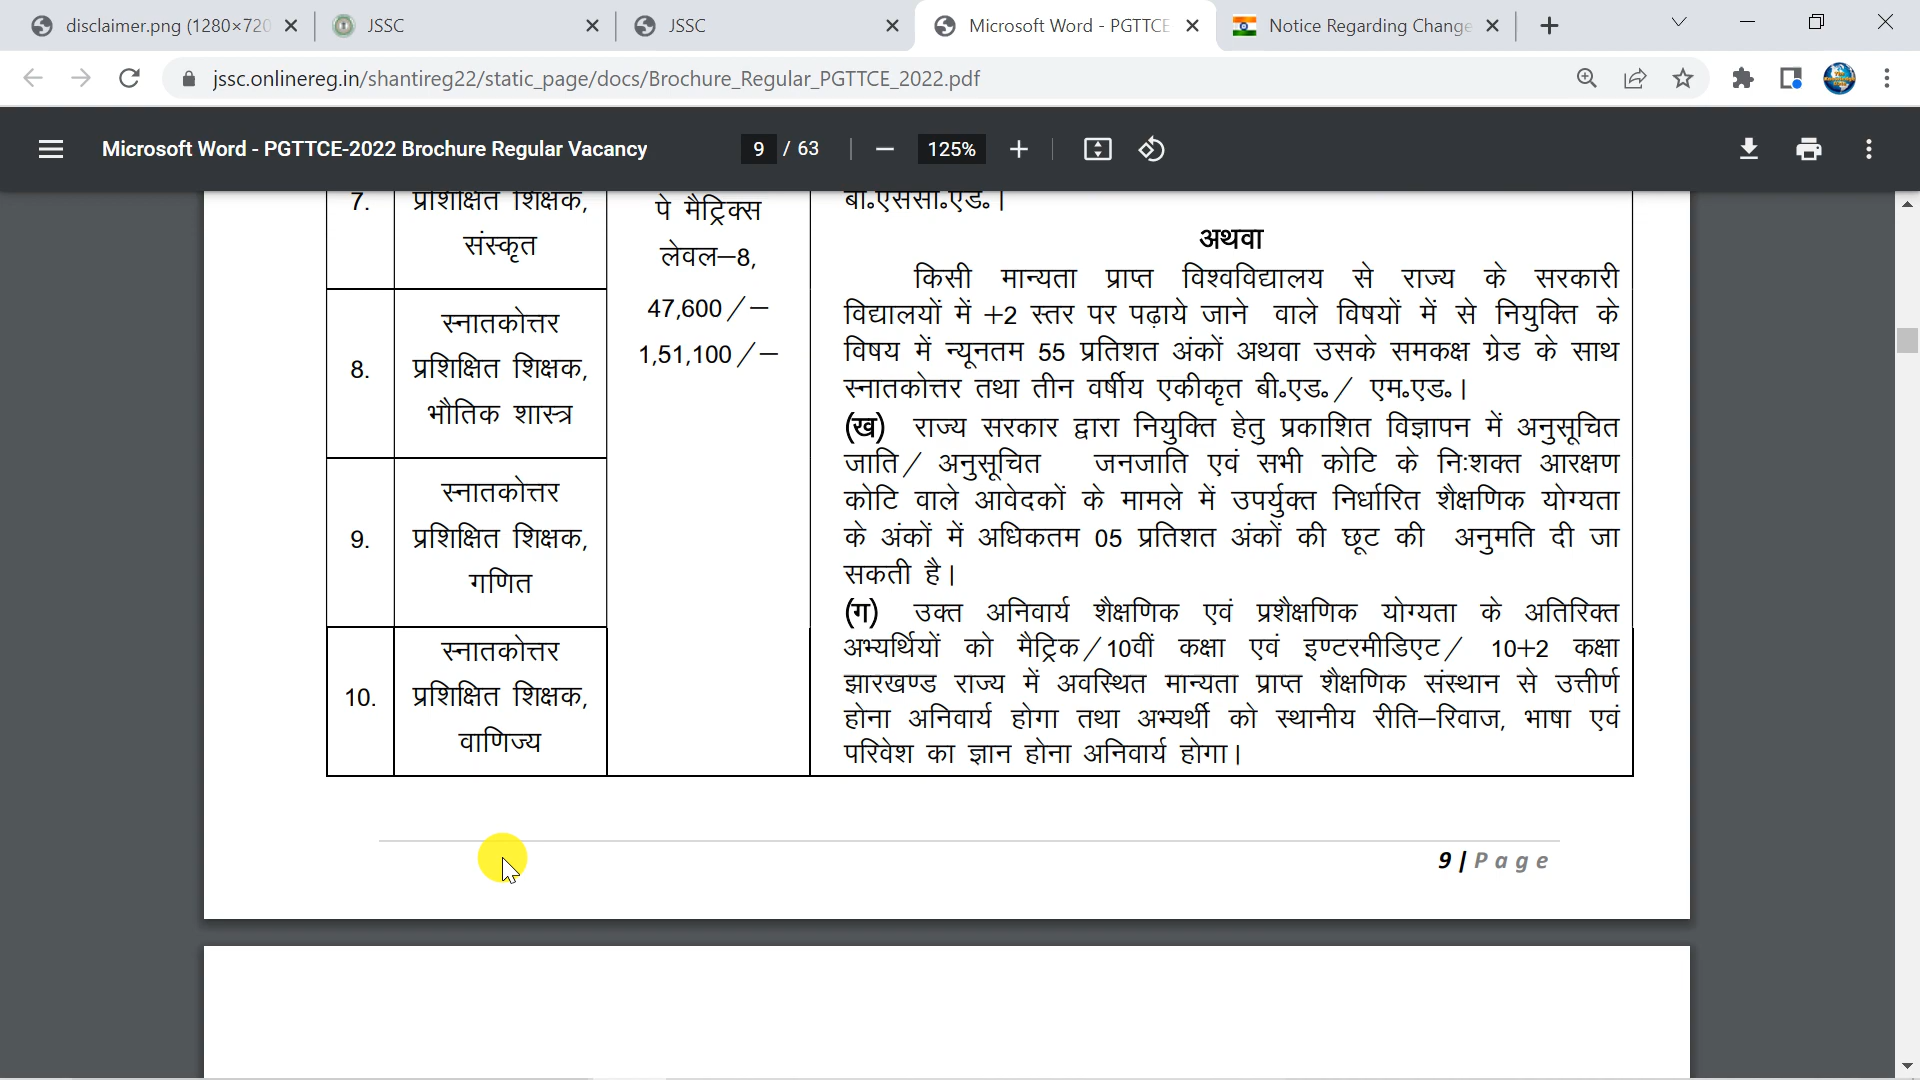 disclaimer.png (1280×720
JSSC
JSSC
Microsoft Word - PGTTCE
Notice Regarding Change
jssc.onlinereg.in/shantireg22/static_page/docs/Brochure_Regular_PGTTCE_2022.pdf
Microsoft Word - PGTTCE-2022 Brochure Regular Vacancy
9 / 63
125%
7.
प्रशिक्षित शिक्षक,
संस्कृत
8.
स्नातकोत्तर
प्रशिक्षित शिक्षक,
भौतिक शास्त्र
9.
स्नातकोत्तर
प्रशिक्षित शिक्षक,
गणित
10.
स्नातकोत्तर
प्रशिक्षित शिक्षक,
वाणिज्य
पे मैट्रिक्स
लेवल–8,
47,600/–
1,51,100/–
बी०एससी०एड०।
अथवा
किसी मान्यता प्राप्त विश्वविद्यालय से राज्य के सरकारी
विद्यालयों में +2 स्तर पर पढ़ाये जाने वाले विषयों में से नियुक्ति के
विषय में न्यूनतम 55 प्रतिशत अंकों अथवा उसके समकक्ष ग्रेड के साथ
स्नातकोत्तर तथा तीन वर्षीय एकीकृत बी०एड०/ एम०एड०।
(ख) राज्य सरकार द्वारा नियुक्ति हेतु प्रकाशित विज्ञापन में अनुसूचित
जाति/ अनुसूचित जनजाति एवं सभी कोटि के निःशक्त आरक्षण
कोटि वाले आवेदकों के मामले में उपर्युक्त निर्धारित शैक्षणिक योग्यता
के अंकों में अधिकतम 05 प्रतिशत अंकों की छूट की अनुमति दी जा
सकती है।
(ग) उक्त अनिवार्य शैक्षणिक एवं प्रशैक्षणिक योग्यता के अतिरिक्त
अभ्यर्थियों को मैट्रिक/10वीं कक्षा एवं इण्टरमीडिएट/ 10+2 कक्षा
झारखण्ड राज्य में अवस्थित मान्यता प्राप्त शैक्षणिक संस्थान से उत्तीर्ण
होना अनिवार्य होगा तथा अभ्यर्थी को स्थानीय रीति–रिवाज, भाषा एवं
परिवेश का ज्ञान होना अनिवार्य होगा।
9 | P a g e